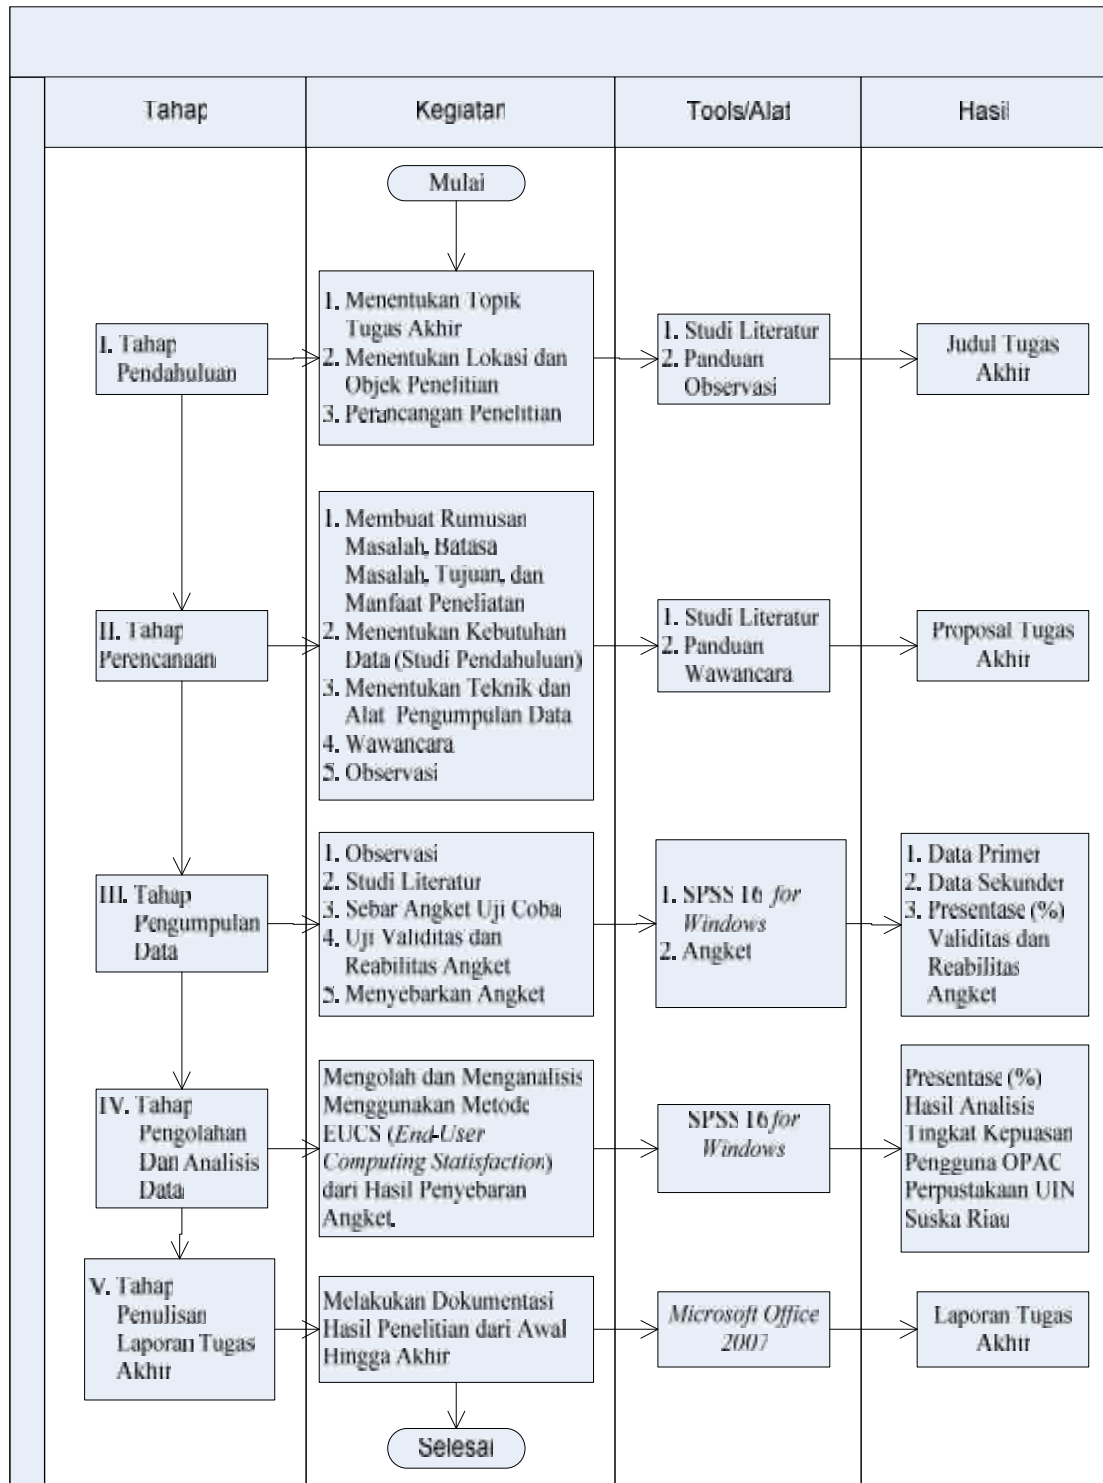 Tahap
Kegiatan
Tools/Alat
Hasil
Mulai
I. Tahap
Pendahuluan
1. Menentukan Topik
Tugas Akhir
2. Menentukan Lokasi dan
Objek Penelitian
3. Perancangan Penelitian
1. Studi Literatur
2. Panduan
Observasi
Judul Tugas
Akhir
II. Tahap
Perencanaan
1. Membuat Rumusan
Masalah, Batasa
Masalah, Tujuan, dan
Manfaat Peneliatan
2. Menentukan Kebutuhan
Data (Studi Pendahuluan)
3. Menentukan Teknik dan
Alat Pengumpulan Data
4. Wawancara
5. Observasi
1. Studi Literatur
2. Panduan
Wawancara
Proposal Tugas
Akhir
III. Tahap
Pengumpulan
Data
1. Observasi
2. Studi Literatur
3. Sebar Angket Uji Coba
4. Uji Validitas dan
Reabilitas Angket
5. Menyebarkan Angket
1. SPSS 16 for
Windows
2. Angket
1. Data Primer
2. Data Sekunder
3. Presentase (%)
Validitas dan
Reabilitas
Angket
IV. Tahap
Pengolahan
Dan Analisis
Data
Mengolah dan Menganalisis
Menggunakan Metode
EUCS (End-User
Computing Statisfaction)
dari Hasil Penyebaran
Angket.
SPSS 16 for
Windows
Presentase (%)
Hasil Analisis
Tingkat Kepuasan
Pengguna OPAC
Perpustakaan UIN
Suska Riau
V. Tahap
Penulisan
Laporan Tugas
Akhir
Melakukan Dokumentasi
Hasil Penelitian dari Awal
Hingga Akhir
Microsoft Office
2007
Laporan Tugas
Akhir
Selesai